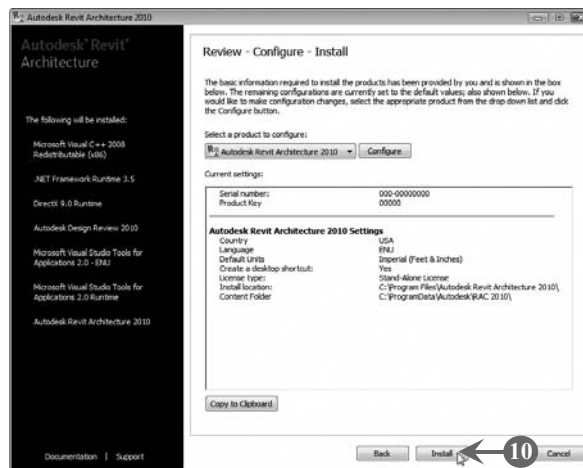 Autodesk Revit Architecture 2010
Autodesk® Revit®
Architecture
The following will be installed:
Microsoft Visual C++ 2008
Redistributable (x86)
.NET Framework Runtime 3.5
DirectX 9.0 Runtime
Autodesk Design Review 2010
Microsoft Visual Studio Tools for
Applications 2.0 - ENU
Microsoft Visual Studio Tools for
Applications 2.0 Runtime
Autodesk Revit Architecture 2010
Documentation | Support
Review - Configure - Install
The basic information required to install the products has been provided by you and is shown in the box
below. The remaining configurations are currently set to the default values; also shown below. If you
would like to make configuration changes, select the appropriate product from the drop down list and click
the Configure button.
Select a product to configure:
Autodesk Revit Architecture 2010 Configure
Current settings:
Serial number: 000-00000000
Product Key 00000
Autodesk Revit Architecture 2010 Settings
Country USA
Language ENU
Default Units Imperial (Feet & Inches)
Create a desktop shortcut: Yes
License type: Stand-Alone License
Install location: C:\Program Files\Autodesk Revit Architecture 2010\,
Content Folder C:\ProgramData\Autodesk\RAC 2010\,
Copy to Clipboard
Back Install 10 Cancel